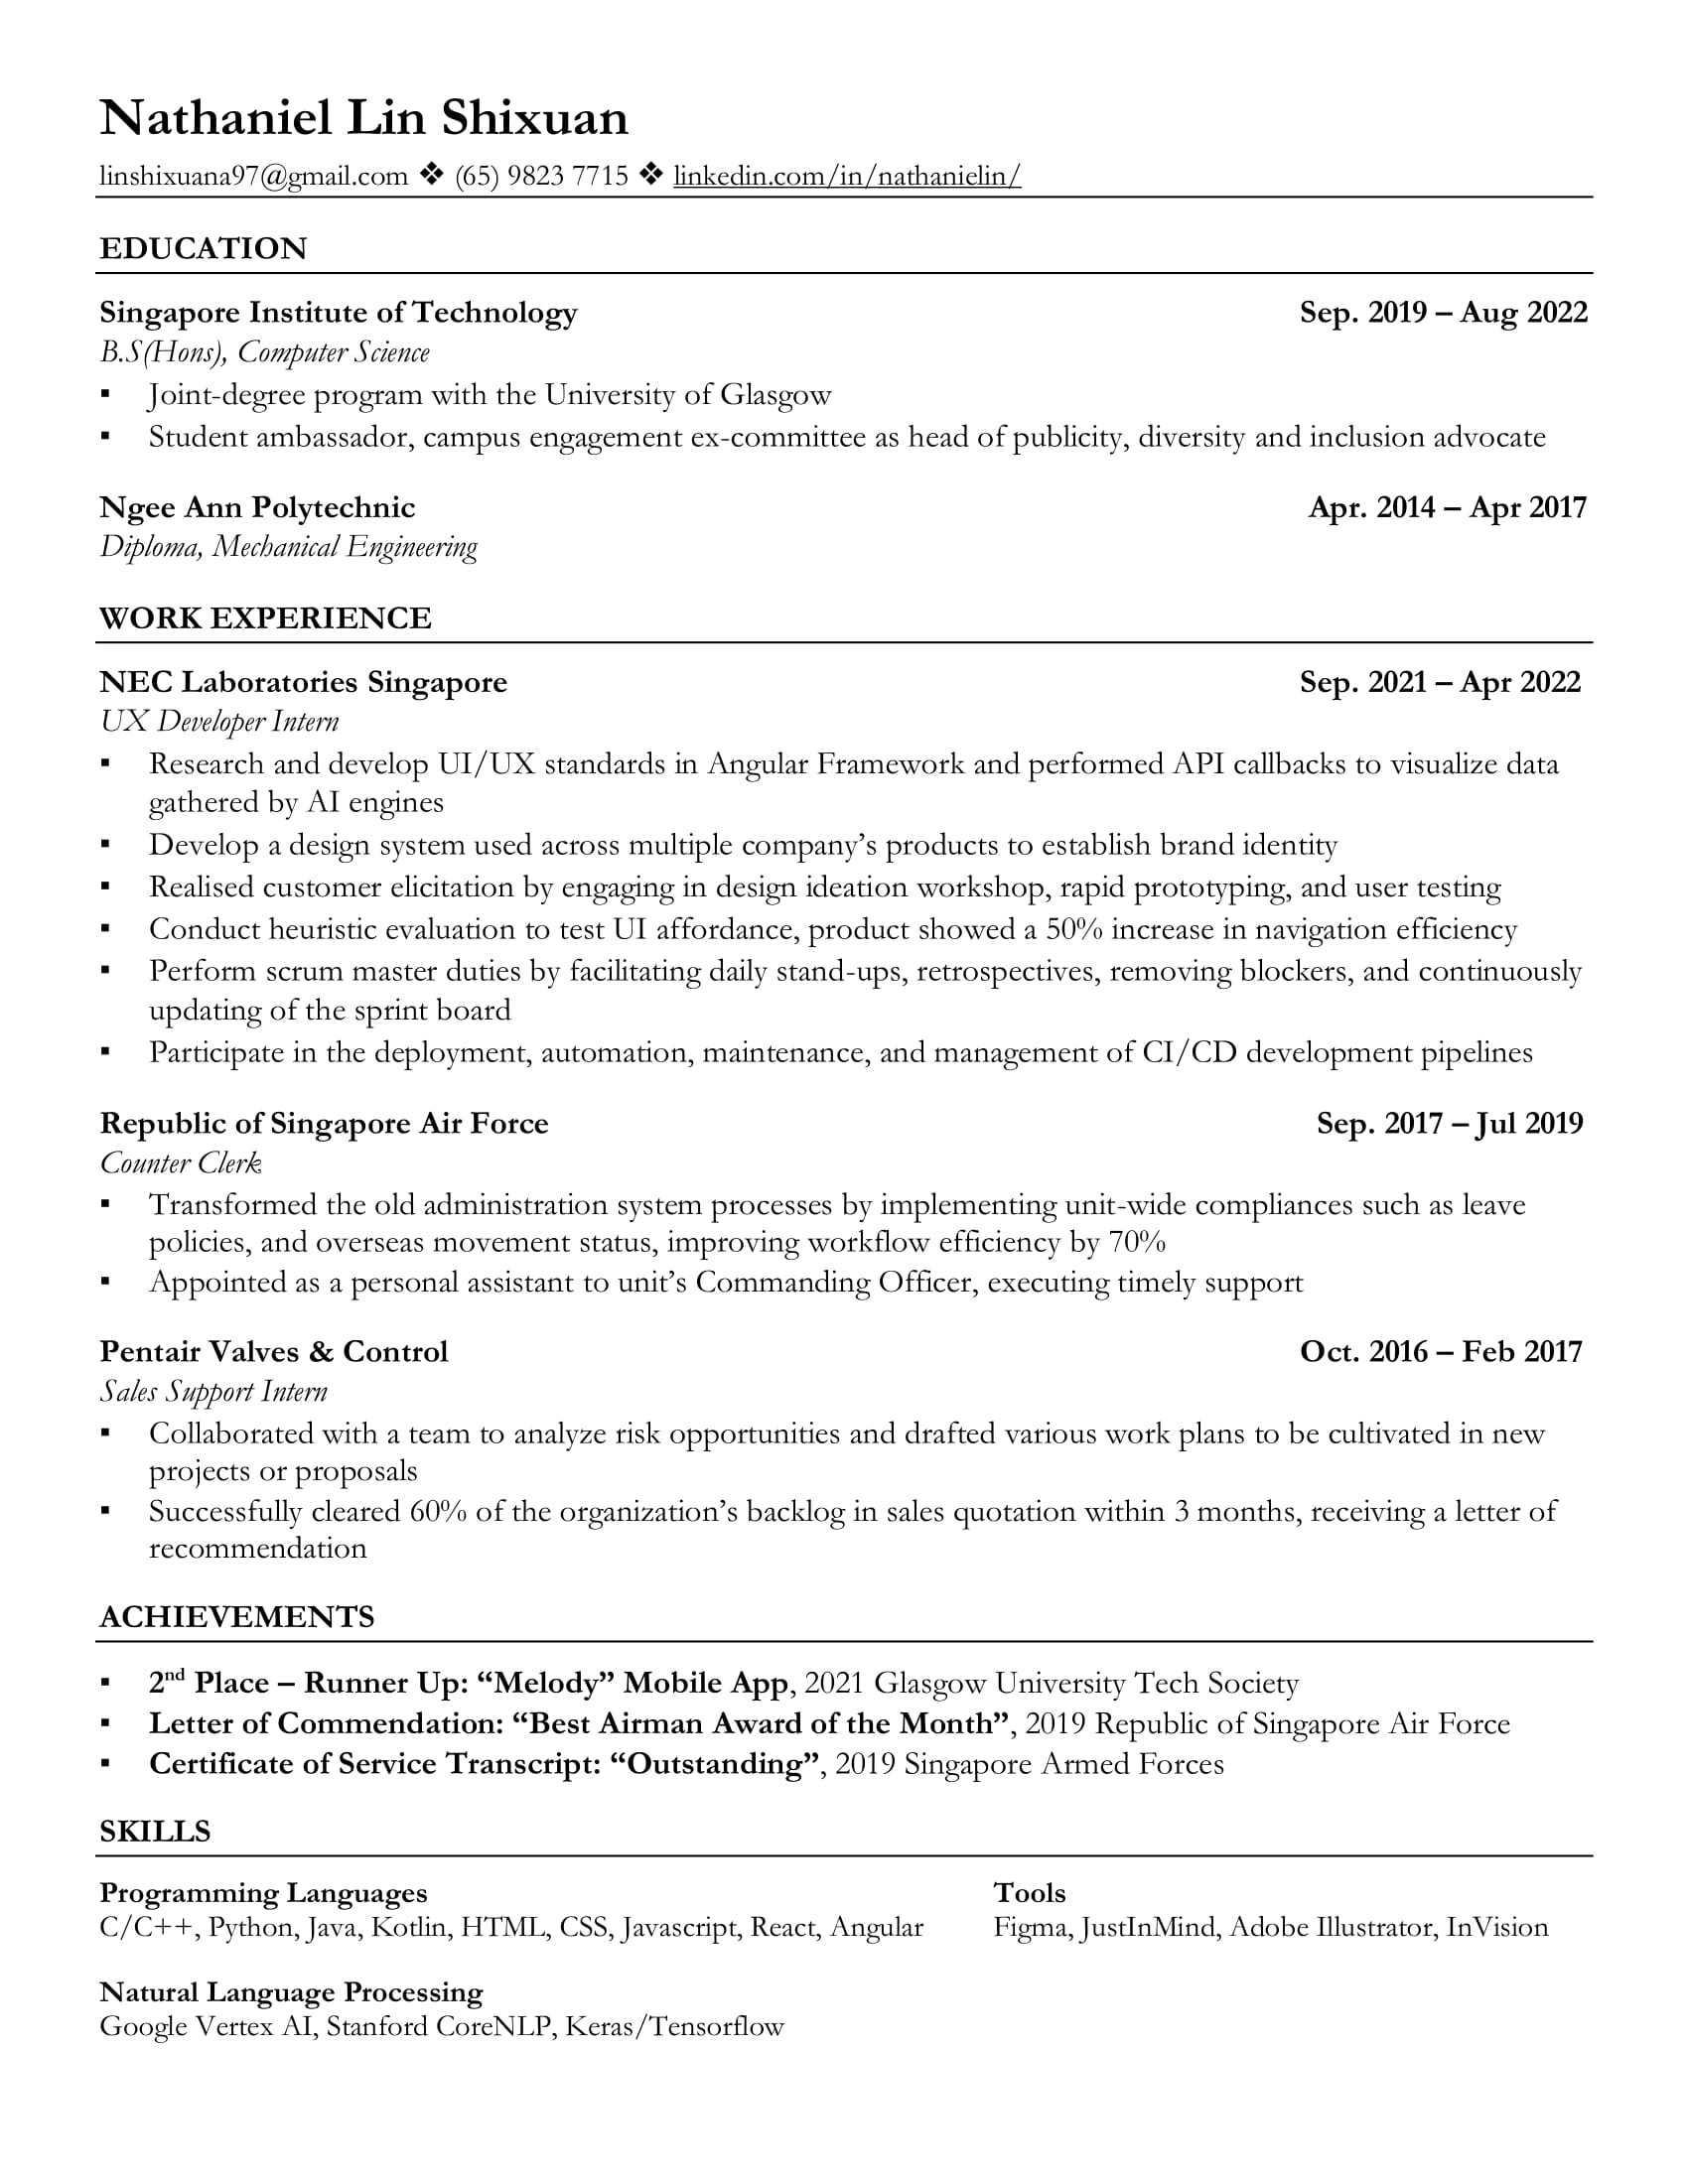 Nathaniel Lin Shixuan
linshixuana97@gmail.com ❖ (65) 9823 7715 ❖ linkedin.com/in/nathanielin/
EDUCATION
Singapore Institute of Technology Sep. 2019 – Aug 2022
B.S(Hons), Computer Science
▪ Joint-degree program with the University of Glasgow
▪ Student ambassador, campus engagement ex-committee as head of publicity, diversity and inclusion advocate
Ngee Ann Polytechnic Apr. 2014 – Apr 2017
Diploma, Mechanical Engineering
WORK EXPERIENCE
NEC Laboratories Singapore Sep. 2021 – Apr 2022
UX Developer Intern
▪ Research and develop UI/UX standards in Angular Framework and performed API callbacks to visualize data
gathered by AI engines
▪ Develop a design system used across multiple company’s products to establish brand identity
▪ Realised customer elicitation by engaging in design ideation workshop, rapid prototyping, and user testing
▪ Conduct heuristic evaluation to test UI affordance, product showed a 50% increase in navigation efficiency
▪ Perform scrum master duties by facilitating daily stand-ups, retrospectives, removing blockers, and continuously
updating of the sprint board
▪ Participate in the deployment, automation, maintenance, and management of CI/CD development pipelines
Republic of Singapore Air Force Sep. 2017 – Jul 2019
Counter Clerk
▪ Transformed the old administration system processes by implementing unit-wide compliances such as leave
policies, and overseas movement status, improving workflow efficiency by 70%
▪ Appointed as a personal assistant to unit’s Commanding Officer, executing timely support
Pentair Valves & Control Oct. 2016 – Feb 2017
Sales Support Intern
▪ Collaborated with a team to analyze risk opportunities and drafted various work plans to be cultivated in new
projects or proposals
▪ Successfully cleared 60% of the organization’s backlog in sales quotation within 3 months, receiving a letter of
recommendation
ACHIEVEMENTS
▪ 2nd Place – Runner Up: “Melody” Mobile App, 2021 Glasgow University Tech Society
▪ Letter of Commendation: “Best Airman Award of the Month”, 2019 Republic of Singapore Air Force
▪ Certificate of Service Transcript: “Outstanding”, 2019 Singapore Armed Forces
SKILLS
Programming Languages
C/C++, Python, Java, Kotlin, HTML, CSS, Javascript, React, Angular
Tools
Figma, JustInMind, Adobe Illustrator, InVision
Natural Language Processing
Google Vertex AI, Stanford CoreNLP, Keras/Tensorflow